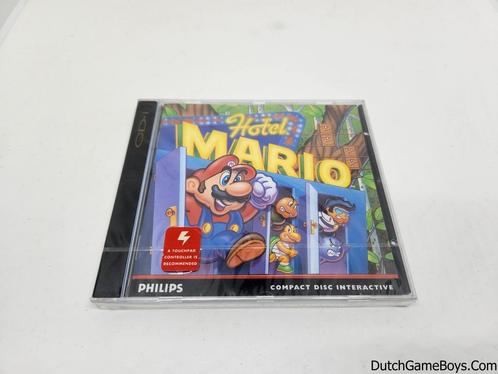 Hotel
MARIO
A TOUCHPAD
CONTROLLER IS
RECOMMENDED
PHILIPS
COMPACT DISC INTERACTIVE
DutchGameBoys.Com